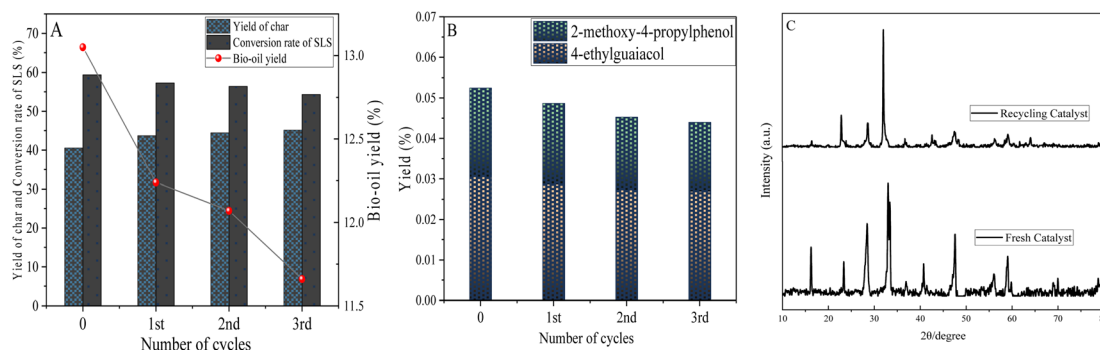 A
Yield of char
Conversion rate of SLS
Bio-oil yield
Yield of char and Conversion rate of SLS (%)
80
70
60
50
40
30
20
10
0
13.0
12.5
12.0
11.5
Bio-oil yield (%)
0 1st 2nd 3rd
Number of cycles
B
2-methoxy-4-propylphenol
4-ethylguaiacol
Yield (%)
0.07
0.06
0.05
0.04
0.03
0.02
0.01
0.00
0 1st 2nd 3rd
Number of cycles
C
Recycling Catalyst
Fresh Catalyst
Intensity (a.u.)
10 20 30 40 50 60 70 80
2θ/degree